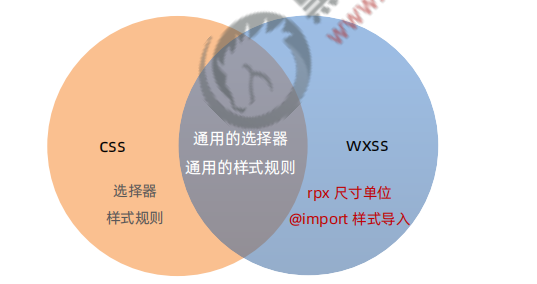 通用的选择器
通用的样式规则
css
选择器
样式规则
wxss
rpx 尺寸单位
@import 样式导入
www.